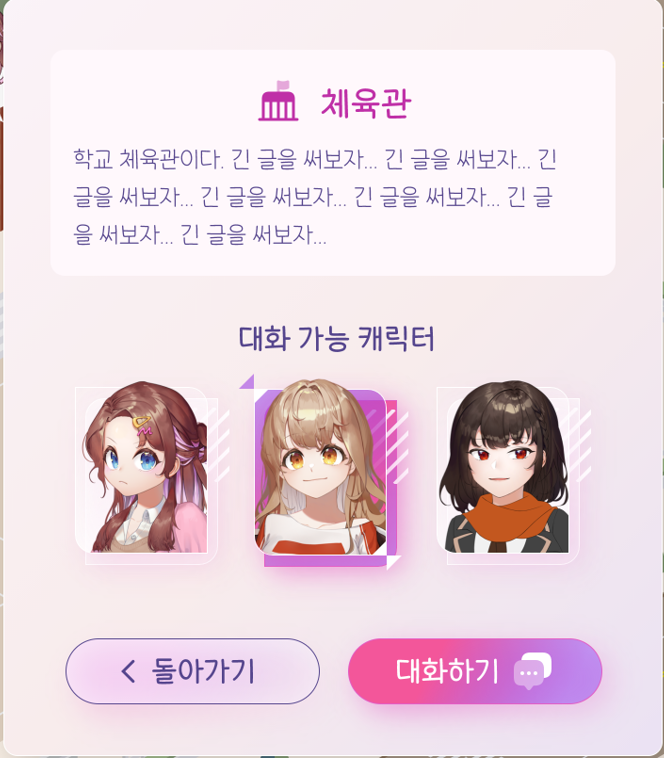 체육관
학교 체육관이다. 긴 글을 써보자... 긴 글을 써보자... 긴
글을 써보자... 긴 글을 써보자... 긴 글을 써보자... 긴 글
을 써보자... 긴 글을 써보자...
대화 가능 캐릭터
돌아가기
대화하기